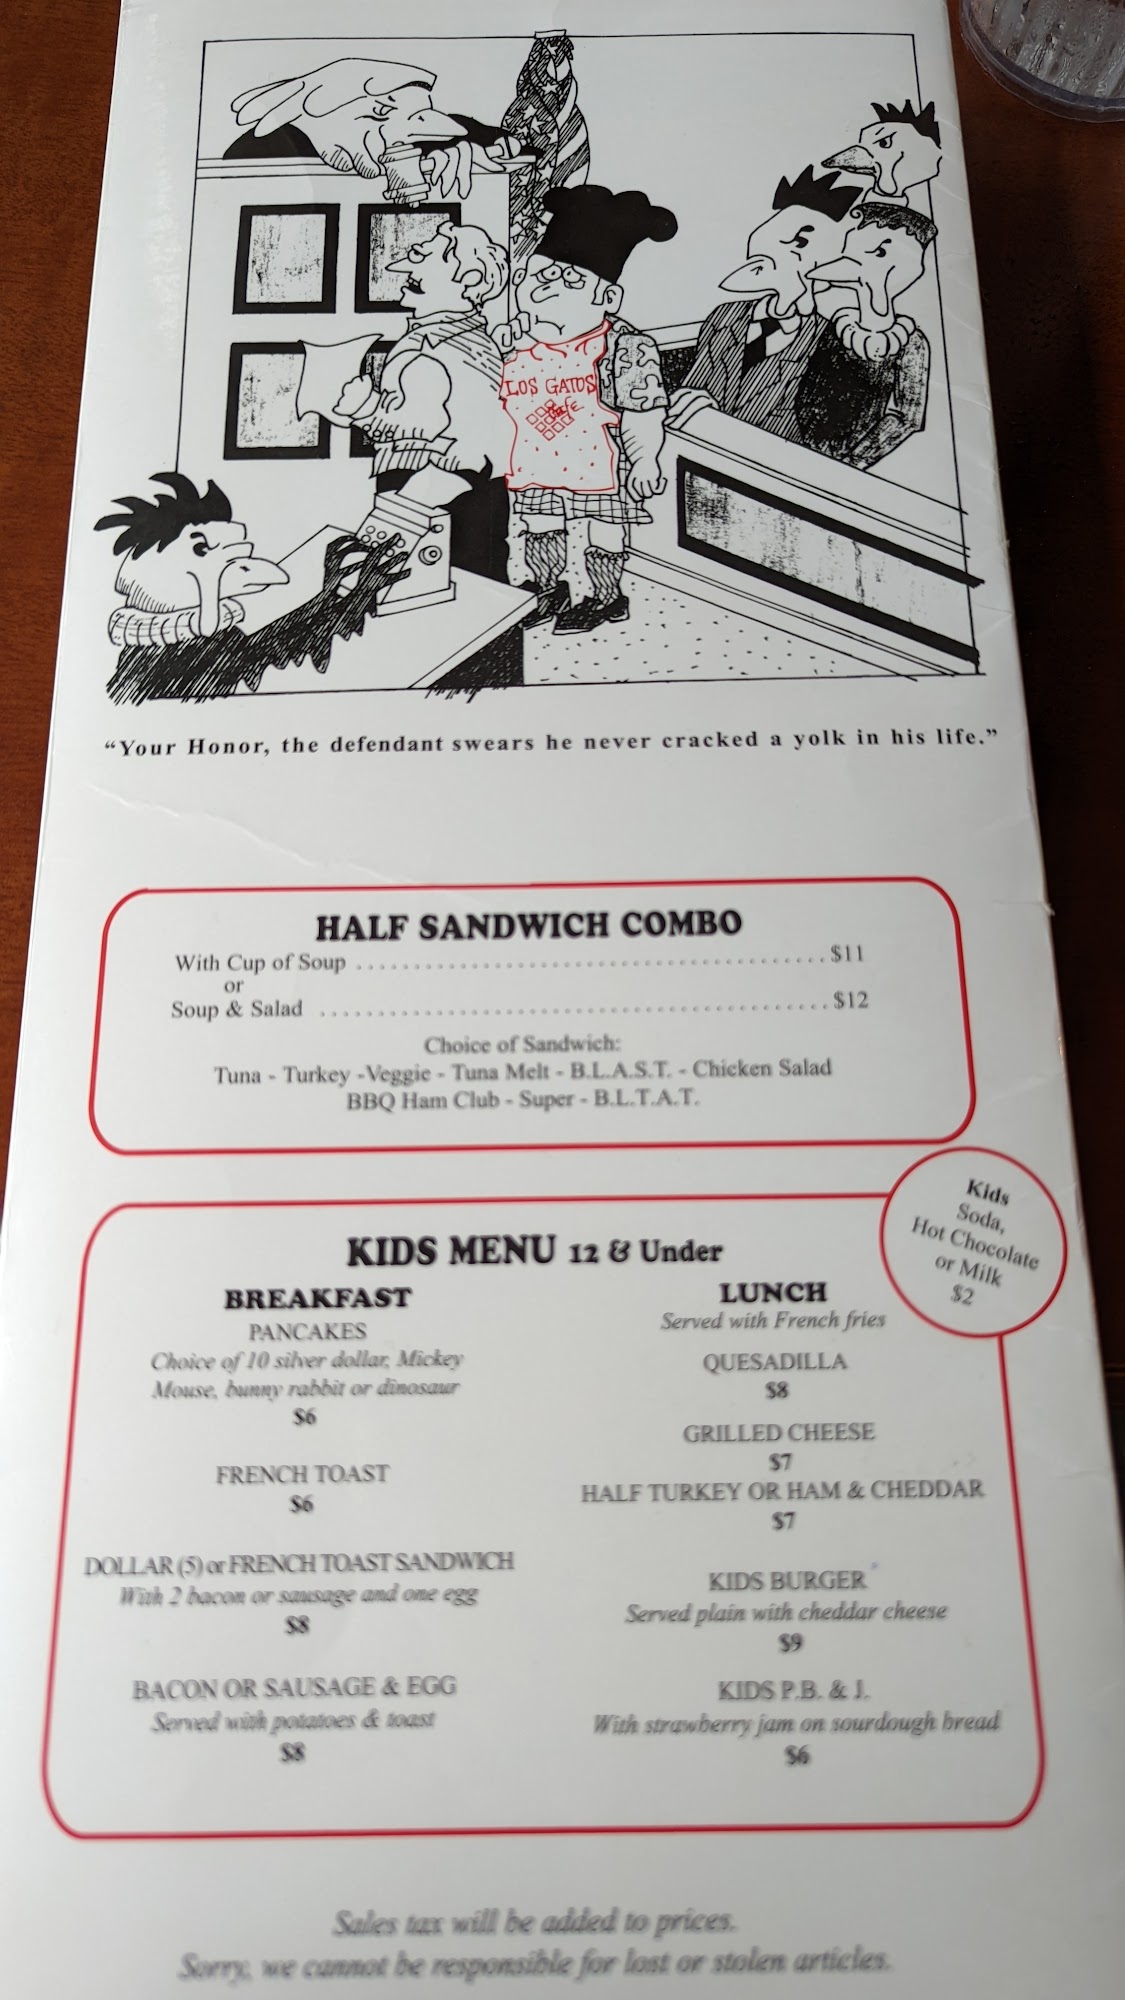 LOS GATOS
Cafe
“Your Honor, the defendant swears he never cracked a yolk in his life.”
HALF SANDWICH COMBO
With Cup of Soup ........................................ $11
or
Soup & Salad ........................................ $12
Choice of Sandwich:
Tuna - Turkey -Veggie - Tuna Melt - B.L.A.S.T. - Chicken Salad
BBQ Ham Club - Super - B.L.T.A.T.
Kids
Soda,
Hot Chocolate
or Milk
$2
KIDS MENU 12 & Under
BREAKFAST
PANCAKES
Choice of 10 silver dollar, Mickey
Mouse, bunny rabbit or dinosaur
$6
FRENCH TOAST
$6
DOLLAR (5) or FRENCH TOAST SANDWICH
With 2 bacon or sausage and one egg
$8
BACON OR SAUSAGE & EGG
Served with potatoes & toast
$8
LUNCH
Served with French fries
QUESADILLA
$8
GRILLED CHEESE
$7
HALF TURKEY OR HAM & CHEDDAR
$7
KIDS BURGER
Served plain with cheddar cheese
$9
KIDS P.B. & J.
With strawberry jam on sourdough bread
$6
Sales tax will be added to prices.
Sorry, we cannot be responsible for lost or stolen articles.